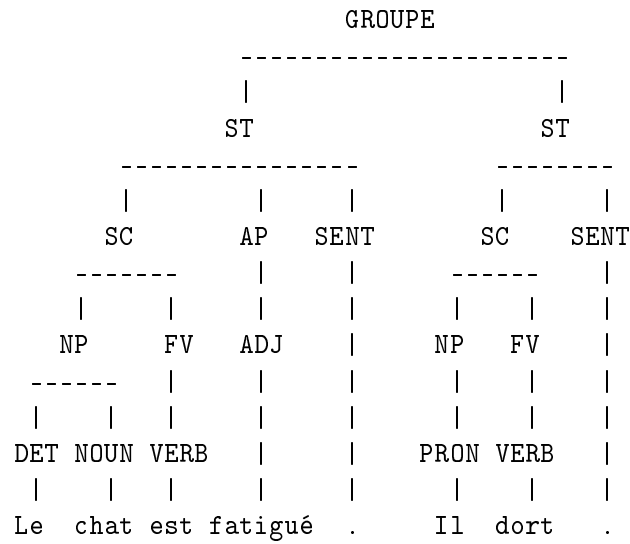 GROUPE
ST ST
SC AP SENT SC SENT
NP FV ADJ NP FV
DET NOUN VERB PRON VERB
Le chat est fatigué . Il dort .